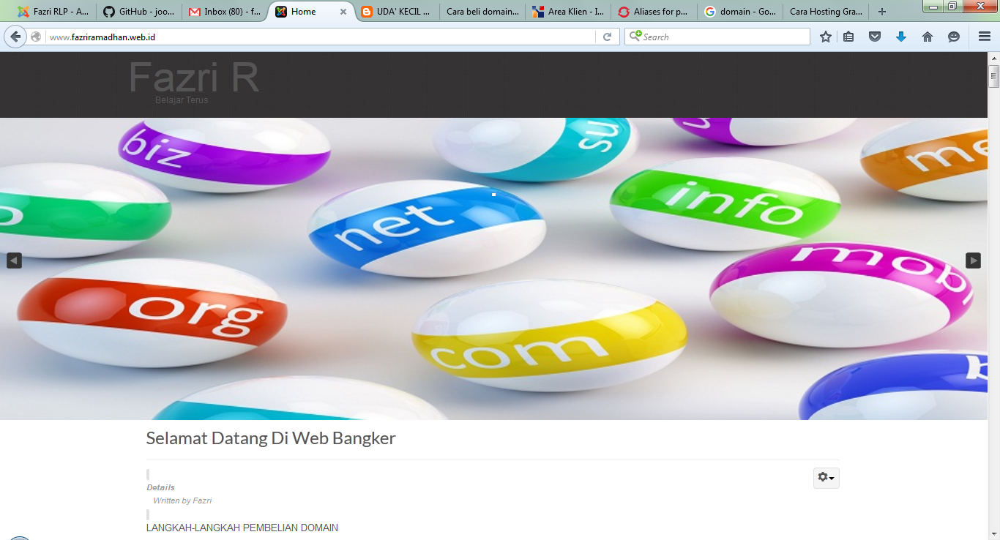 Fazri RLP - A...
GitHub - joo...
Inbox (80) - f...
Home
UDA' KECIL ...
Cara beli domain...
Area Klien - I...
Aliases for p...
domain - Go...
Cara Hosting Gra...
www.fazriramadhan.web.id
Search
Fazri R
Belajar Terus
biz
su
me
info
net
mobi
org
com
Selamat Datang Di Web Bangker
Details
Written by Fazri
LANGKAH-LANGKAH PEMBELIAN DOMAIN